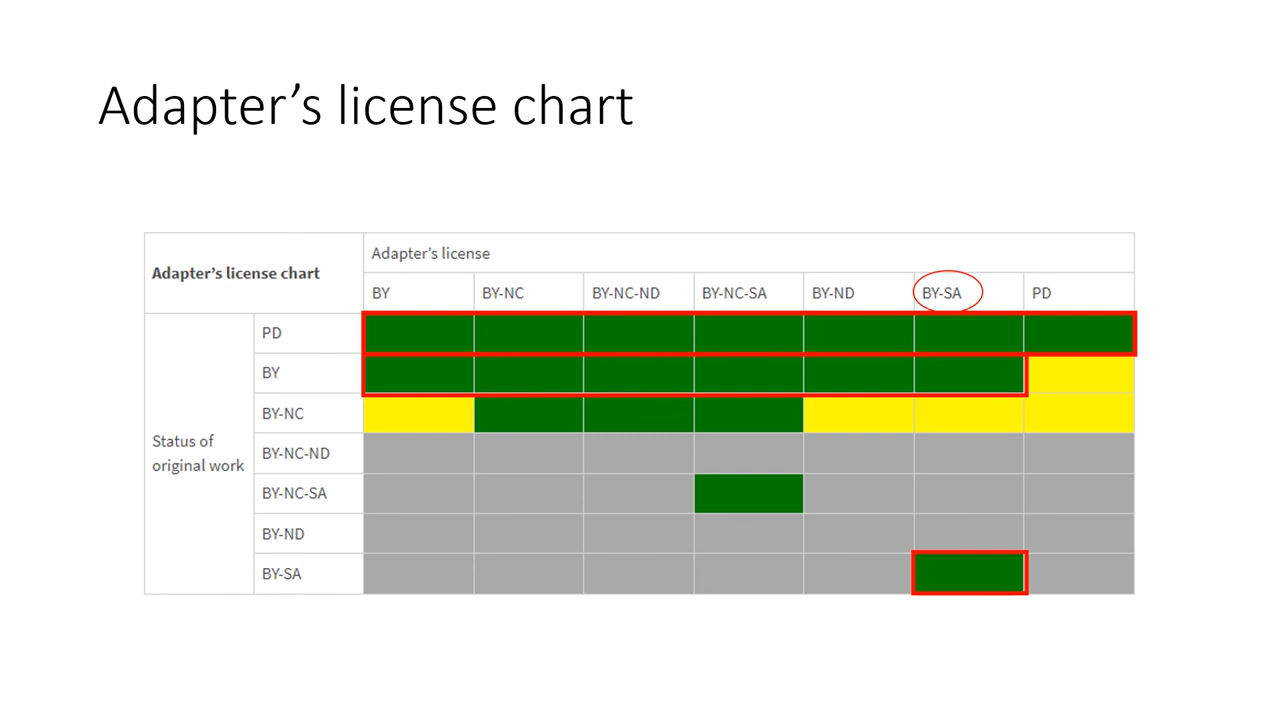 Adapter’s license chart
Adapter’s license chart
Adapter’s license
BY
BY-NC
BY-NC-ND
BY-NC-SA
BY-ND
BY-SA
PD
Status of
original work
PD
BY
BY-NC
BY-NC-ND
BY-NC-SA
BY-ND
BY-SA